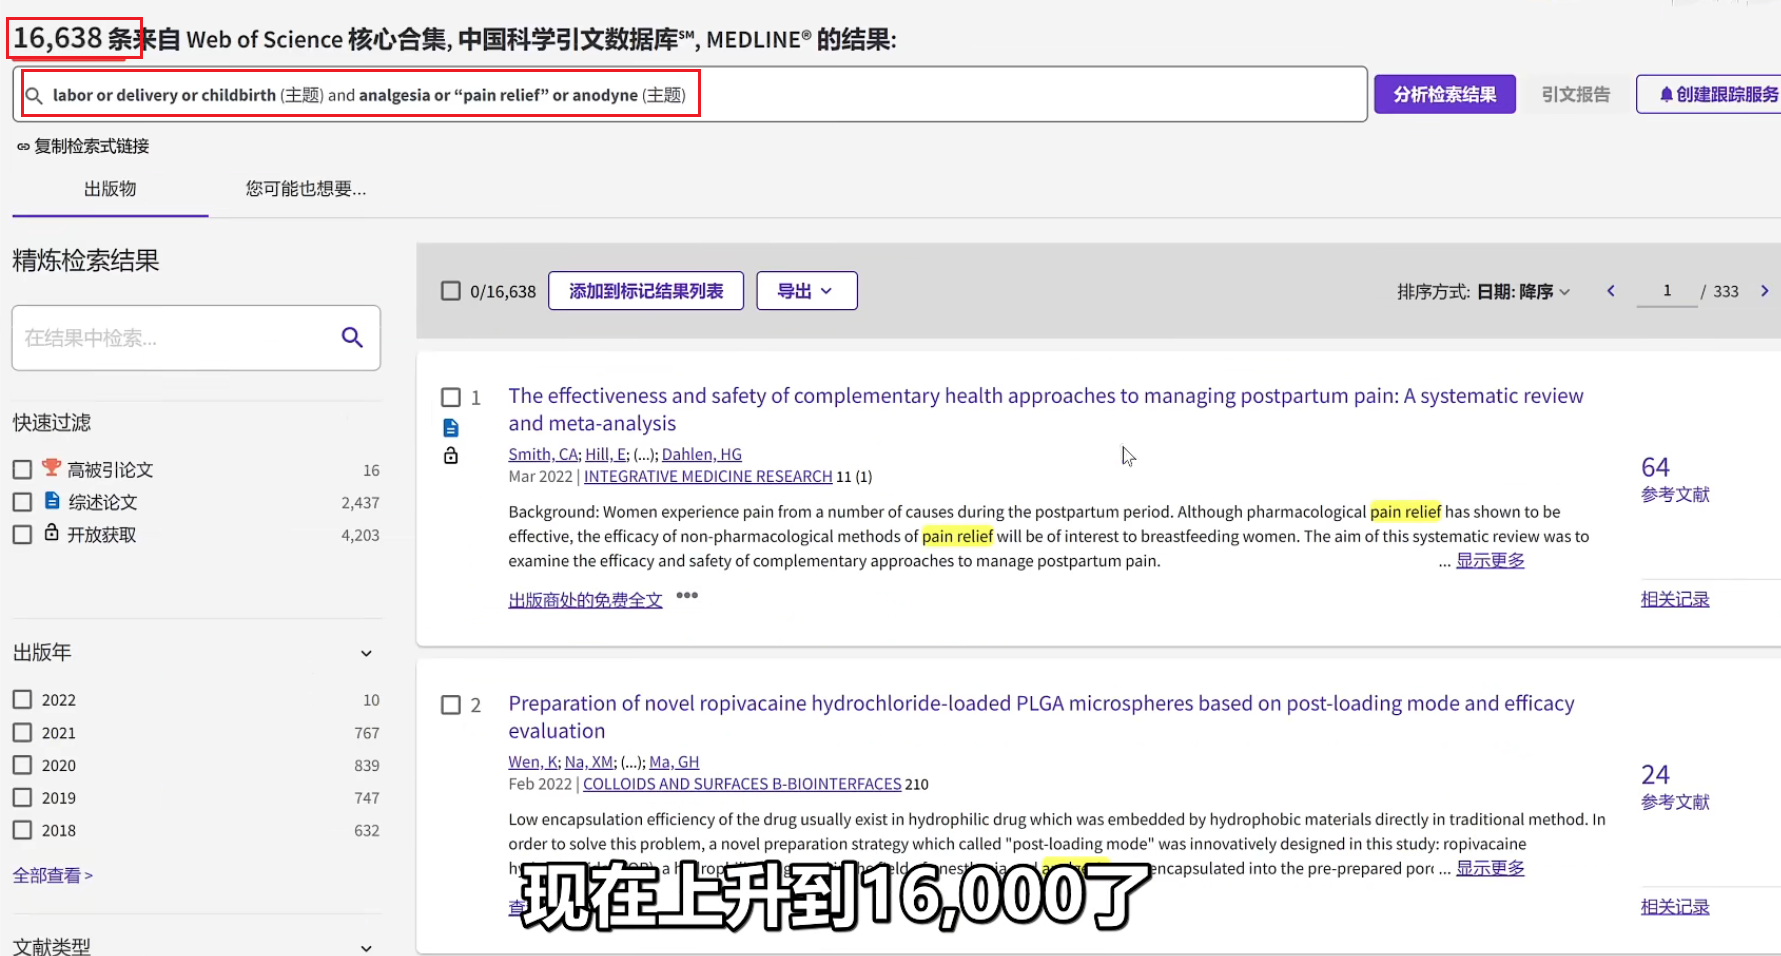 16,638 条来自 Web of Science 核心合集, 中国科学引文数据库℠, MEDLINE® 的结果:
labor or delivery or childbirth (主题) and analgesia or “pain relief” or anodyne (主题)
分析检索结果
引文报告
创建跟踪服务
复制检索式链接
出版物
您可能也想要...
精炼检索结果
在结果中检索...
0/16,638
添加到标记结果列表
导出
排序方式: 日期: 降序
1 / 333
快速过滤
高被引论文 16
综述论文 2,437
开放获取 4,203
出版年
2022 10
2021 767
2020 839
2019 747
2018 632
全部查看 >
文献类型
1 The effectiveness and safety of complementary health approaches to managing postpartum pain: A systematic review
and meta-analysis
Smith, CA; Hill, E; (...); Dahlen, HG
Mar 2022 | INTEGRATIVE MEDICINE RESEARCH 11 (1)
Background: Women experience pain from a number of causes during the postpartum period. Although pharmacological pain relief has shown to be
effective, the efficacy of non-pharmacological methods of pain relief will be of interest to breastfeeding women. The aim of this systematic review was to
examine the efficacy and safety of complementary approaches to manage postpartum pain. ... 显示更多
出版商处的免费全文 •••
64
参考文献
相关记录
2 Preparation of novel ropivacaine hydrochloride-loaded PLGA microspheres based on post-loading mode and efficacy
evaluation
Wen, K; Na, XM; (...); Ma, GH
Feb 2022 | COLLOIDS AND SURFACES B-BIOINTERFACES 210
Low encapsulation efficiency of the drug usually exist in hydrophilic drug which was embedded by hydrophobic materials directly in traditional method. In
order to solve this problem, a novel preparation strategy which called "post-loading mode" was innovatively designed in this study: ropivacaine
encapsulated into the pre-prepared porc ... 显示更多
24
参考文献
相关记录
现在上升到16,000了